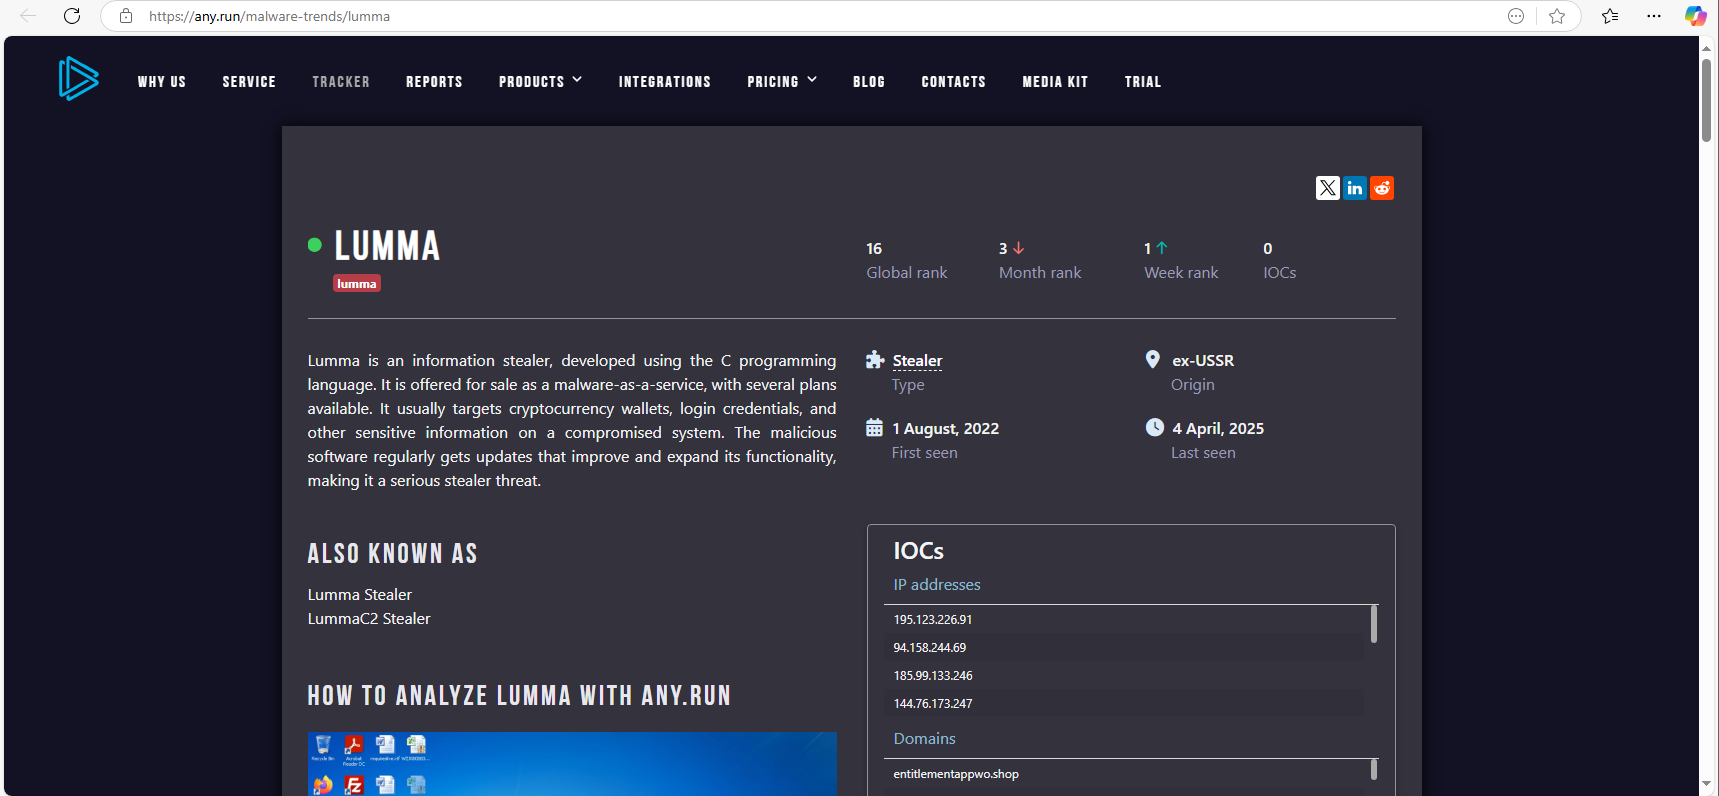 https://any.run/malware-trends/lumma
WHY US SERVICE TRACKER REPORTS PRODUCTS INTEGRATIONS PRICING BLOG CONTACTS MEDIA KIT TRIAL
LUMMA
lumma
16 3 1 0
Global rank Month rank Week rank IOCs
Lumma is an information stealer, developed using the C programming
language. It is offered for sale as a malware-as-a-service, with several plans
available. It usually targets cryptocurrency wallets, login credentials, and
other sensitive information on a compromised system. The malicious
software regularly gets updates that improve and expand its functionality,
making it a serious stealer threat.
Stealer
Type
ex-USSR
Origin
1 August, 2022
First seen
4 April, 2025
Last seen
ALSO KNOWN AS
Lumma Stealer
LummaC2 Stealer
HOW TO ANALYZE LUMMA WITH ANY.RUN
Recycle Bin
Acrobat
Reader DC
IOCs
IP addresses
195.123.226.91
94.158.244.69
185.99.133.246
144.76.173.247
Domains
entitlementappwo.shop